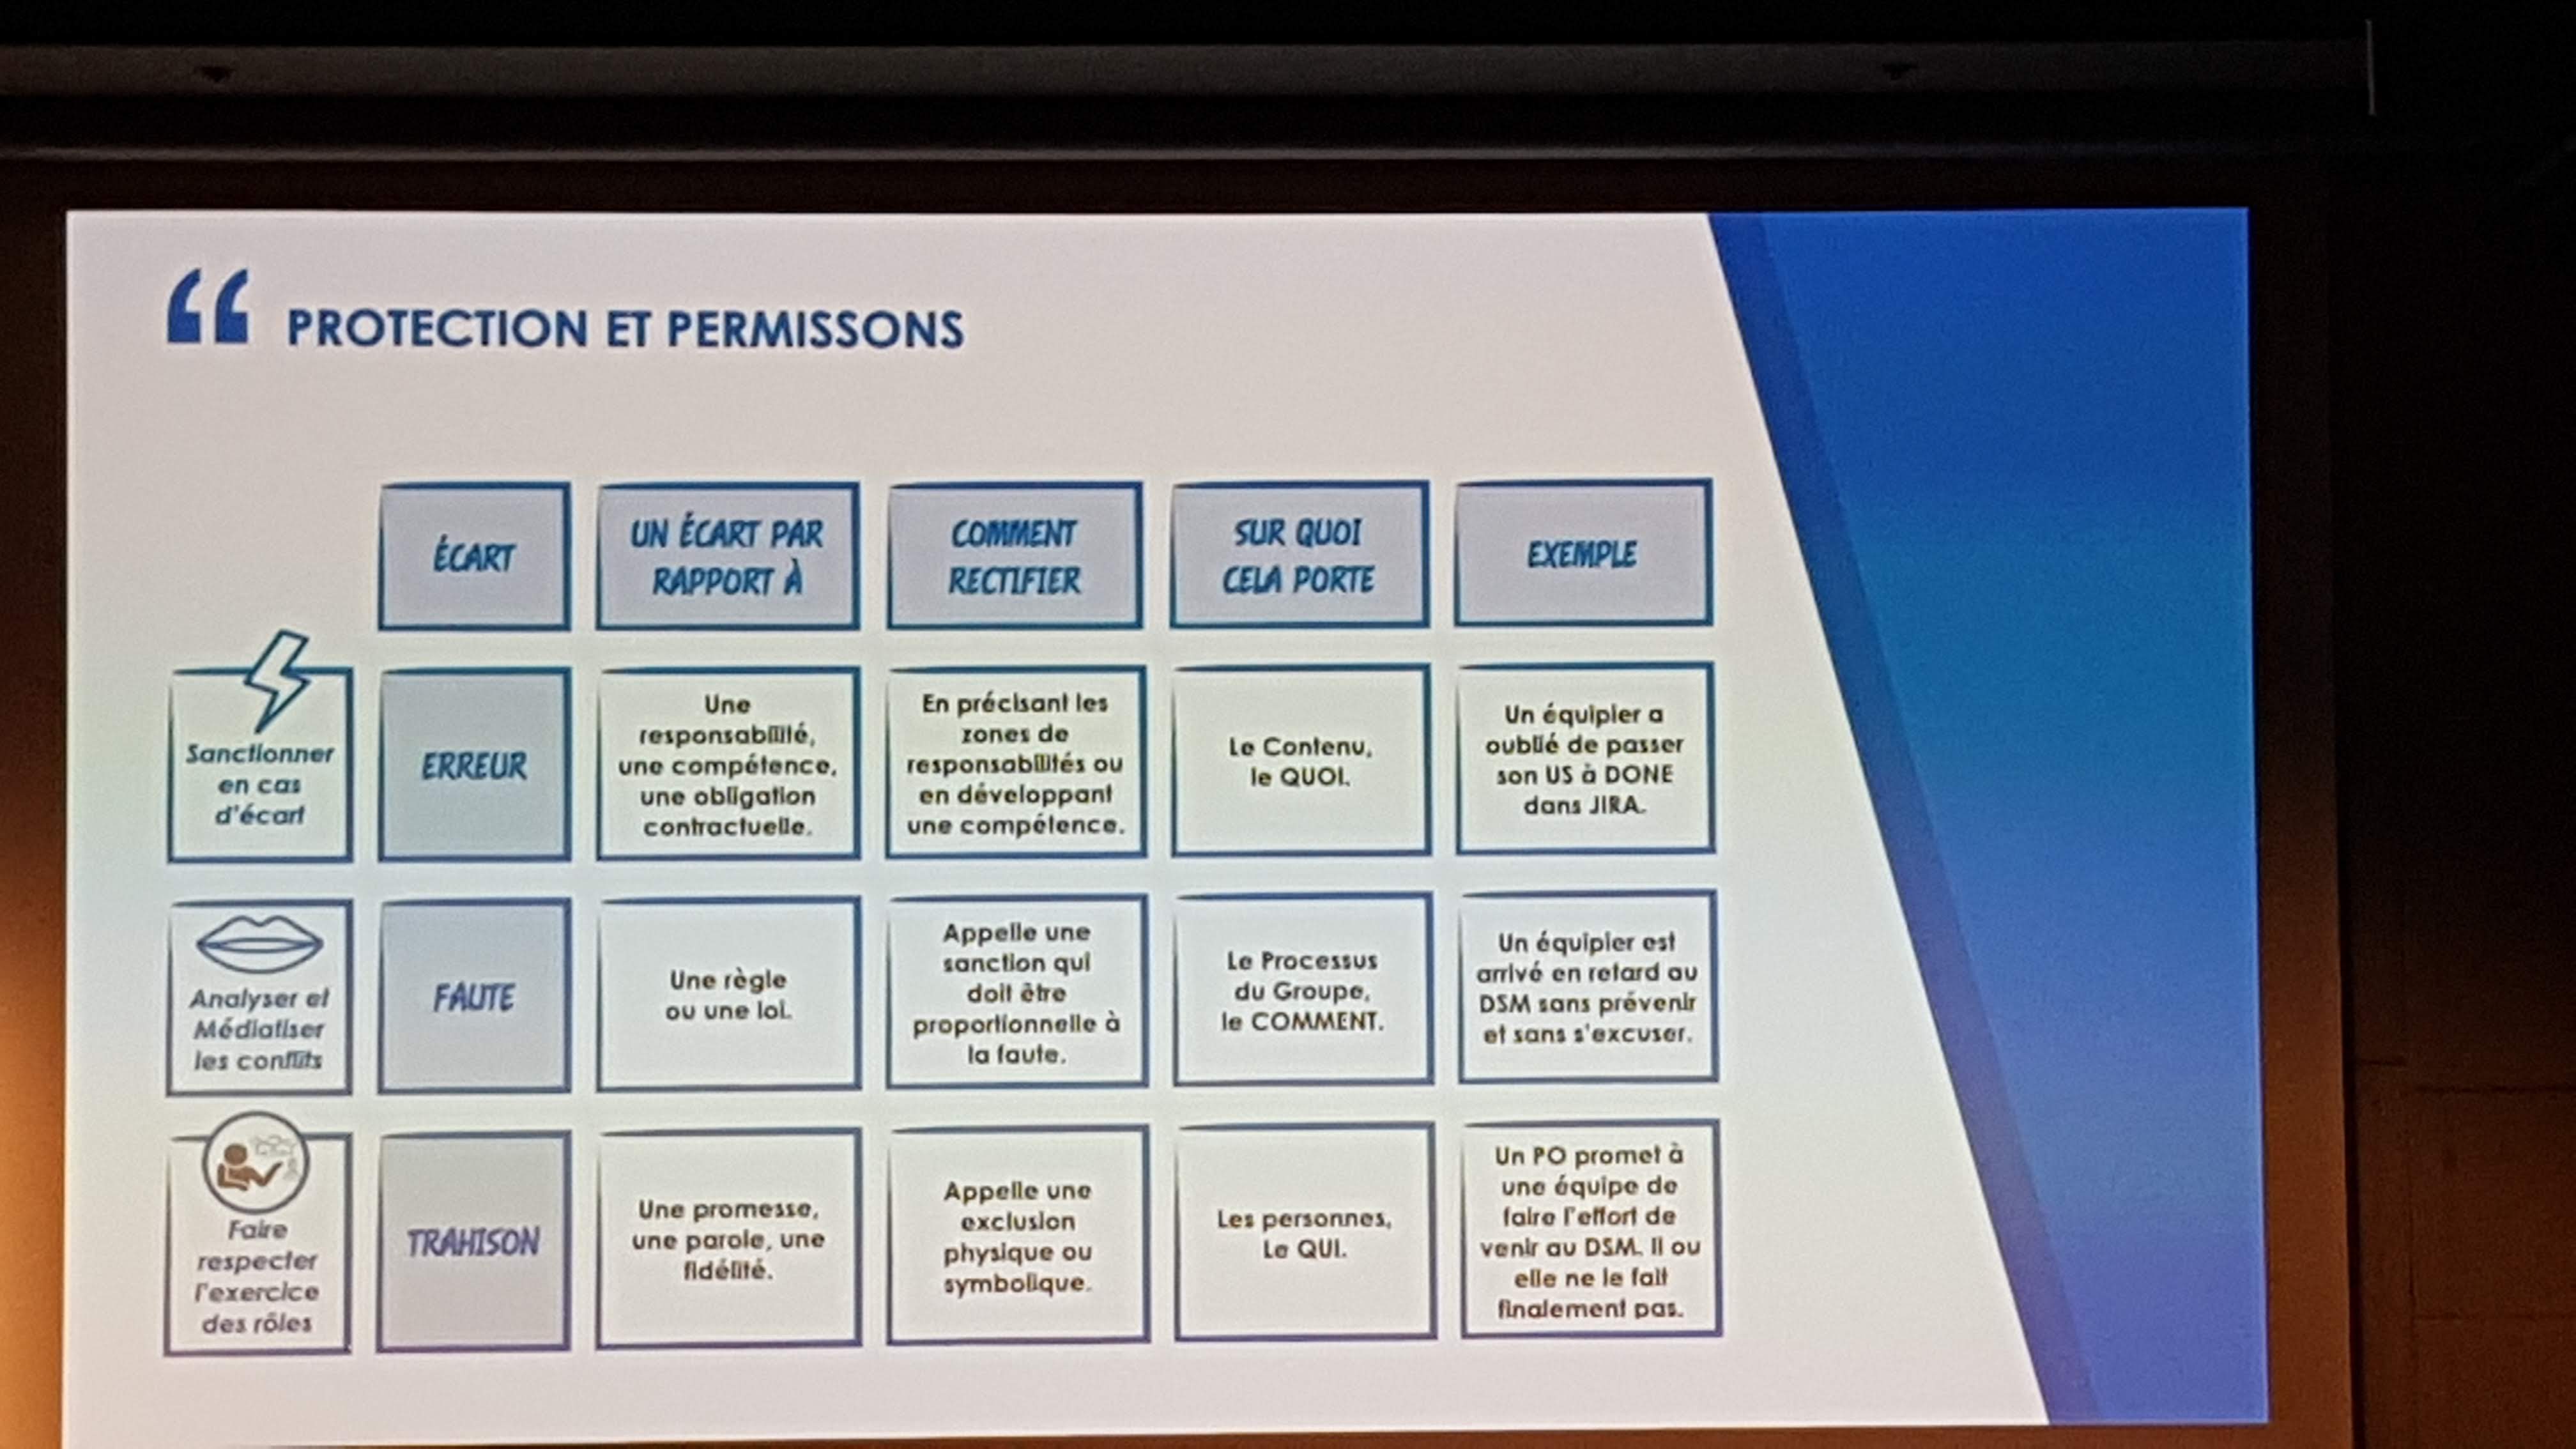 “ PROTECTION ET PERMISSONS
ÉCART
UN ÉCART PAR
RAPPORT À
COMMENT
RECTIFIER
SUR QUOI
CELA PORTE
EXEMPLE
Sanctionner
en cas
d'écart
ERREUR
Une
responsabilité,
une compétence,
une obligation
contractuelle.
En précisant les
zones de
responsabilités ou
en développant
une compétence.
Le Contenu,
le QUOI.
Un équipier a
oublié de passer
son US à DONE
dans JIRA.
Analyser et
Médiatiser
les conflits
FAUTE
Une règle
ou une loi.
Appelle une
sanction qui
doit être
proportionnelle à
la faute.
Le Processus
du Groupe,
le COMMENT.
Un équipier est
arrivé en retard au
DSM sans prévenir
et sans s'excuser.
Faire
respecter
l'exercice
des rôles
TRAHISON
Une promesse,
une parole, une
fidélité.
Appelle une
exclusion
physique ou
symbolique.
Les personnes,
Le QUI.
Un PO promet à
une équipe de
faire l'effort de
venir au DSM. Il ou
elle ne le fait
finalement pas.